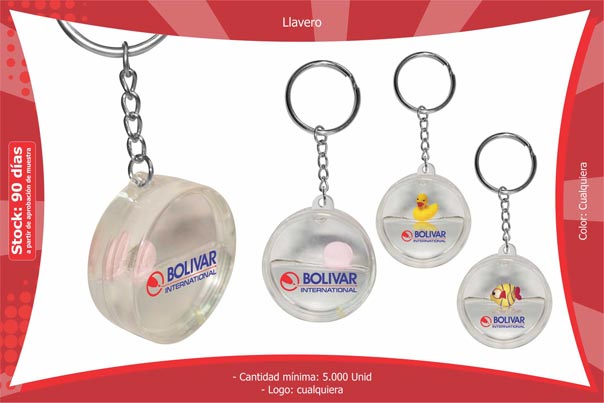 Llavero
Stock: 90 días
a partir de aprobación de muestra
BOLIVAR
INTERNATIONAL
BOLIVAR
INTERNATIONAL
BOLIVAR
INTERNATIONAL
BOLIVAR
INTERNATIONAL
Color: Cualquiera
- Cantidad mínima: 5.000 Unid
- Logo: cualquiera